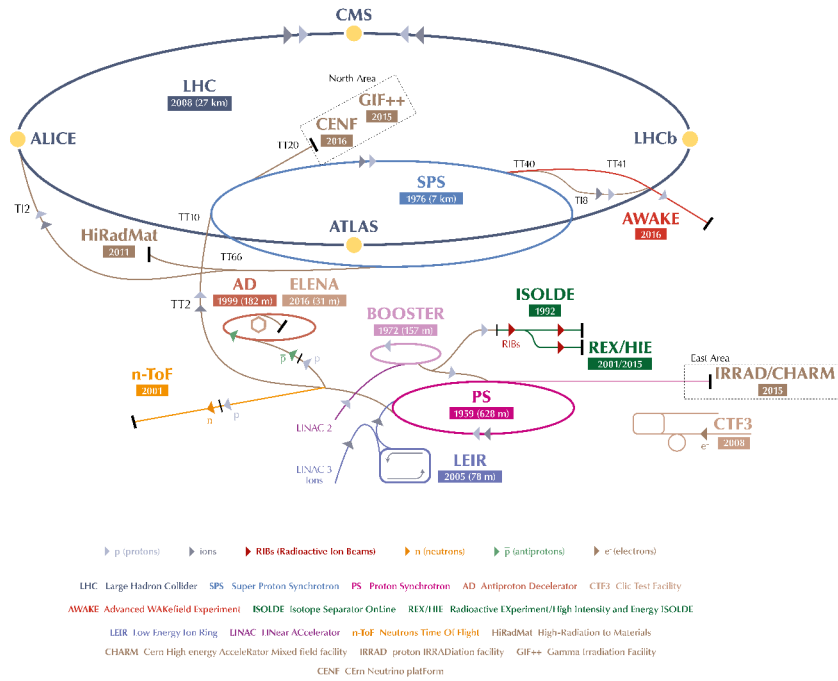 CMS
LHC
2008 (27 km)
North Area
GIF++
2015
CENF
2016
TT20
ALICE
LHCb
TT40
TT41
SPS
1976 (7 km)
TI8
TI2
TT10
AWAKE
2016
ATLAS
HiRadMat
2011
TT66
AD
1999 (182 m)
ELENA
2016 (31 m)
TT2
BOOSTER
1972 (157 m)
ISOLDE
1992
RIBs
REX/HIE
2001/2015
p̅
p
East Area
IRRAD/CHARM
2015
n-ToF
2001
n
p
PS
1959 (628 m)
LINAC 2
CTF3
2008
e-
LINAC 3
Ions
LEIR
2005 (78 m)
p (protons) ions RIBs (Radioactive Ion Beams) n (neutrons) p̅ (antiprotons) e- (electrons)
LHC Large Hadron Collider SPS Super Proton Synchrotron PS Proton Synchrotron AD Antiproton Decelerator CTF3 Clic Test Facility
AWAKE Advanced WAKefield Experiment ISOLDE Isotope Separator OnLine REX/HIE Radioactive EXperiment/High Intensity and Energy ISOLDE
LEIR Low Energy Ion Ring LINAC LINear ACcelerator n-ToF Neutrons Time Of Flight HiRadMat High-Radiation to Materials
CHARM Cern High energy AcceleRator Mixed field facility IRRAD proton IRRADiation facility GIF++ Gamma Irradiation Facility
CENF CErn Neutrino platForm